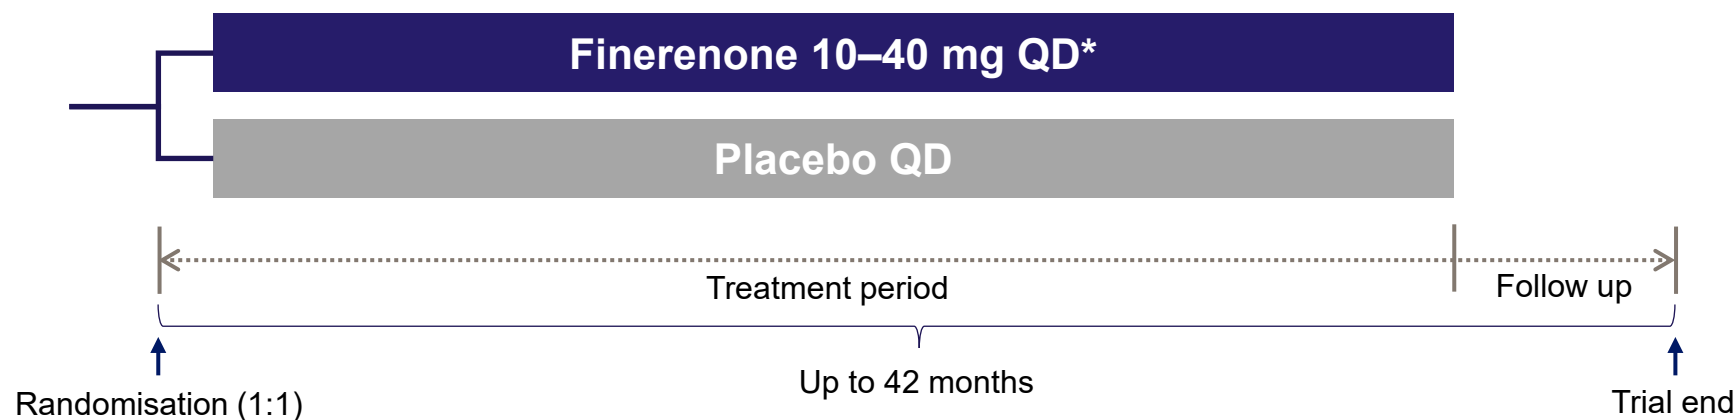 Finerenone 10–40 mg QD*
Placebo QD
Treatment period
Follow up
Up to 42 months
Randomisation (1:1)
Trial end